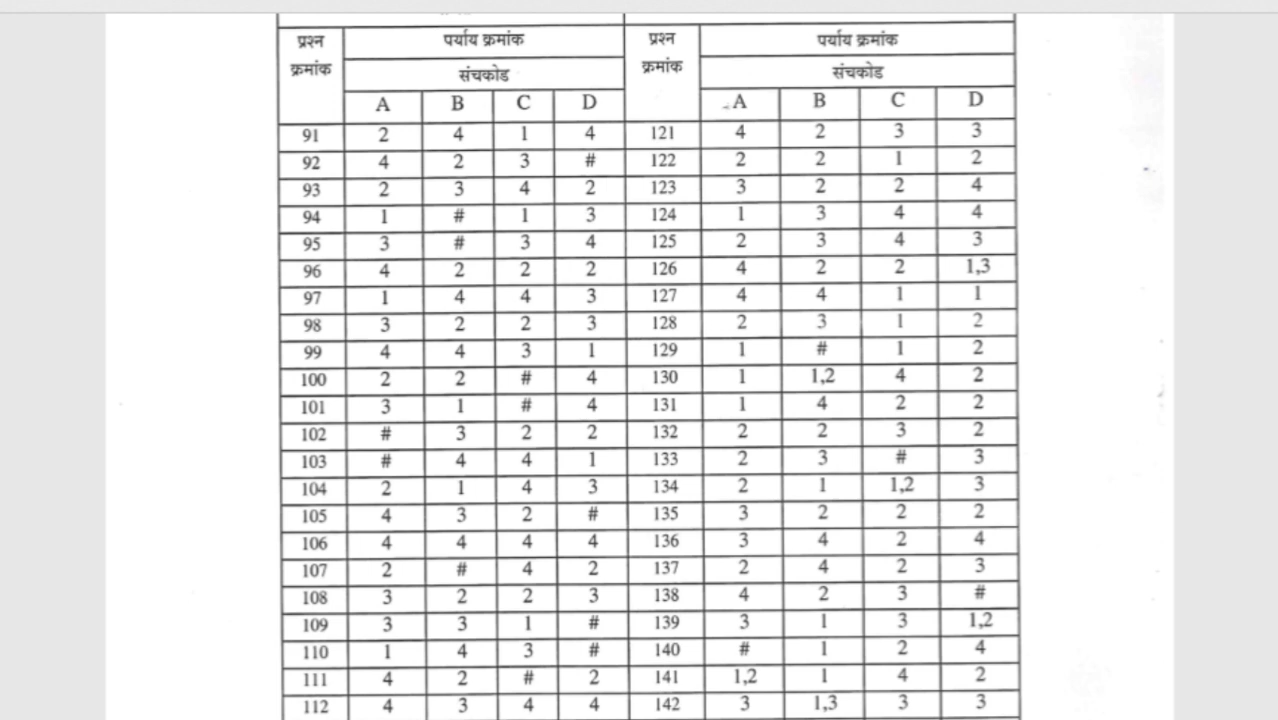 प्रश्न पर्याय क्रमांक प्रश्न पर्याय क्रमांक
क्रमांक संचकोड क्रमांक संचकोड
A B C D A B C D
91 2 4 1 4 121 4 2 3 3
92 4 2 3 # 122 2 2 1 2
93 2 3 4 2 123 3 2 2 4
94 1 # 1 3 124 1 3 4 4
95 3 # 3 4 125 2 3 4 3
96 4 2 2 2 126 4 2 2 1,3
97 1 4 4 3 127 4 4 1 1
98 3 2 2 3 128 2 3 1 2
99 4 4 3 1 129 1 # 1 2
100 2 2 # 4 130 1 1,2 4 2
101 3 1 # 4 131 1 4 2 2
102 # 3 2 2 132 2 2 3 2
103 # 4 4 1 133 2 3 # 3
104 2 1 4 3 134 2 1 1,2 3
105 4 3 2 # 135 3 2 2 2
106 4 4 4 4 136 3 4 2 4
107 2 # 4 2 137 2 4 2 3
108 3 2 2 3 138 4 2 3 #
109 3 3 1 # 139 3 1 3 1,2
110 1 4 3 # 140 # 1 2 4
111 4 2 # 2 141 1,2 1 4 2
112 4 3 4 4 142 3 1,3 3 3